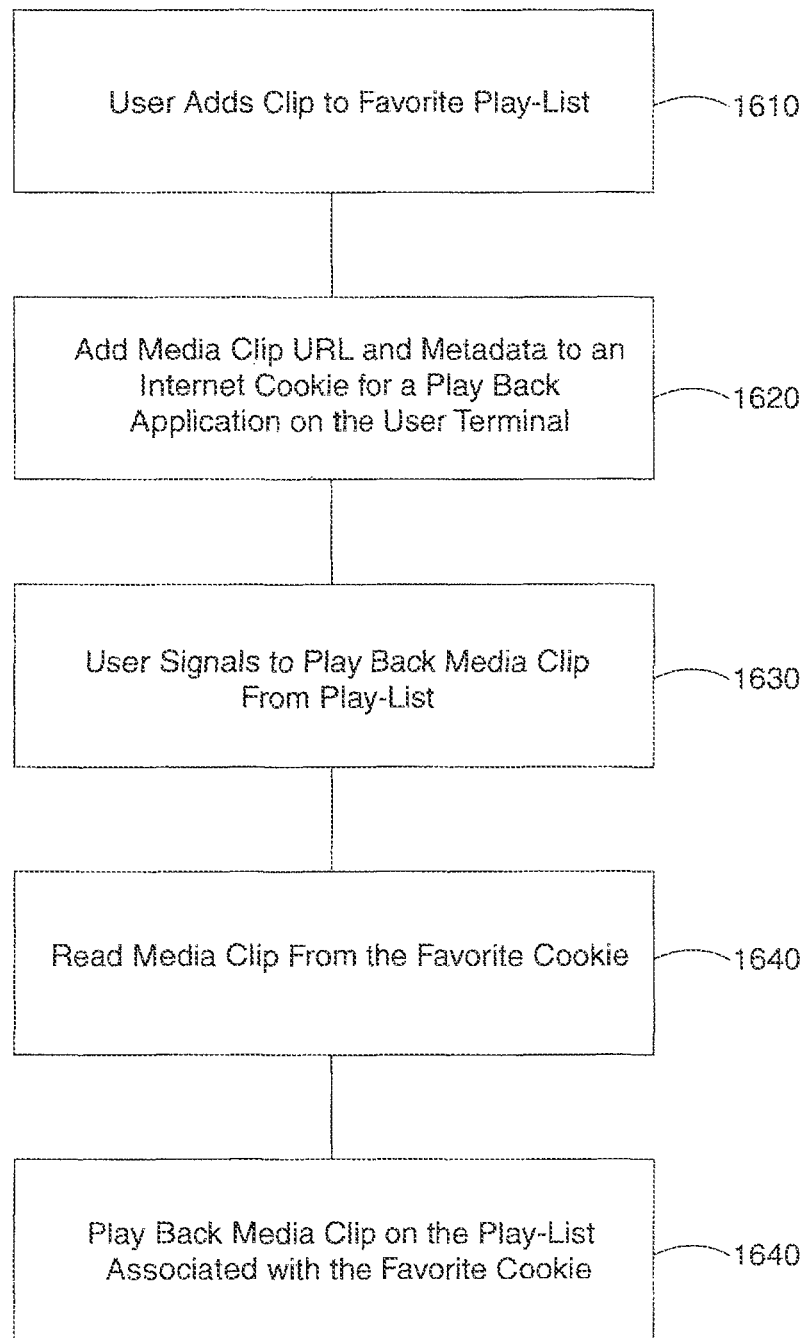 User Adds Clip to Favorite Play-List
1610
Add Media Clip URL and Metadata to an
Internet Cookie for a Play Back
Application on the User Terminal
1620
User Signals to Play Back Media Clip
From Play-List
1630
Read Media Clip From the Favorite Cookie
1640
Play Back Media Clip on the Play-List
Associated with the Favorite Cookie
1640